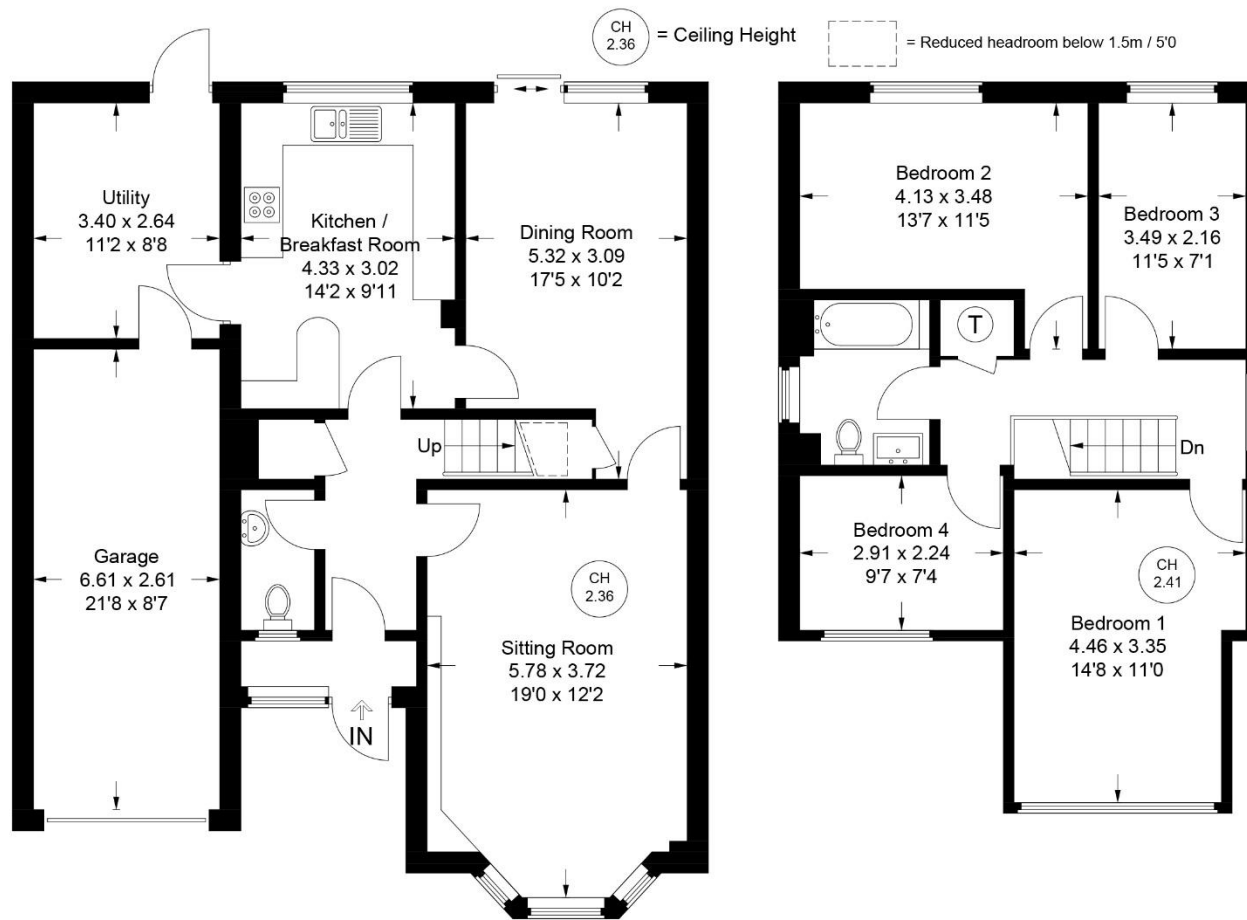 CH
2.36
= Ceiling Height
= Reduced headroom below 1.5m / 5'0
Utility
3.40 x 2.64
11'2 x 8'8
Kitchen /
Breakfast Room
4.33 x 3.02
14'2 x 9'11
Dining Room
5.32 x 3.09
17'5 x 10'2
Up
Garage
6.61 x 2.61
21'8 x 8'7
CH
2.36
Sitting Room
5.78 x 3.72
19'0 x 12'2
IN
Bedroom 2
4.13 x 3.48
13'7 x 11'5
Bedroom 3
3.49 x 2.16
11'5 x 7'1
T
Dn
Bedroom 4
2.91 x 2.24
9'7 x 7'4
CH
2.41
Bedroom 1
4.46 x 3.35
14'8 x 11'0